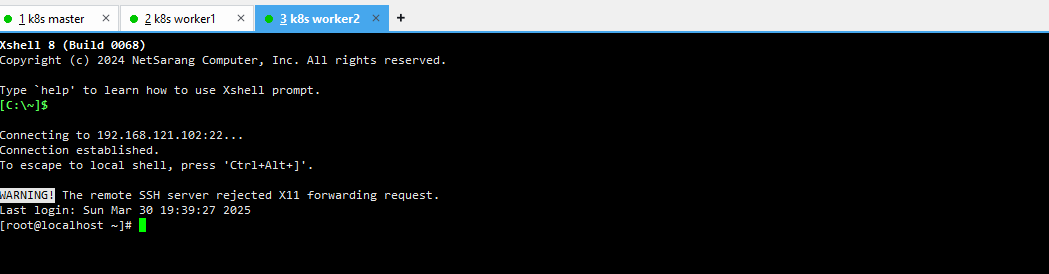 1 k8s master × 2 k8s worker1 × 3 k8s worker2 × +
Xshell 8 (Build 0068)
Copyright (c) 2024 NetSarang Computer, Inc. All rights reserved.
Type `help' to learn how to use Xshell prompt.
[C:\~]$
Connecting to 192.168.121.102:22...
Connection established.
To escape to local shell, press 'Ctrl+Alt+]'.
WARNING! The remote SSH server rejected X11 forwarding request.
Last login: Sun Mar 30 19:39:27 2025
[root@localhost ~]#